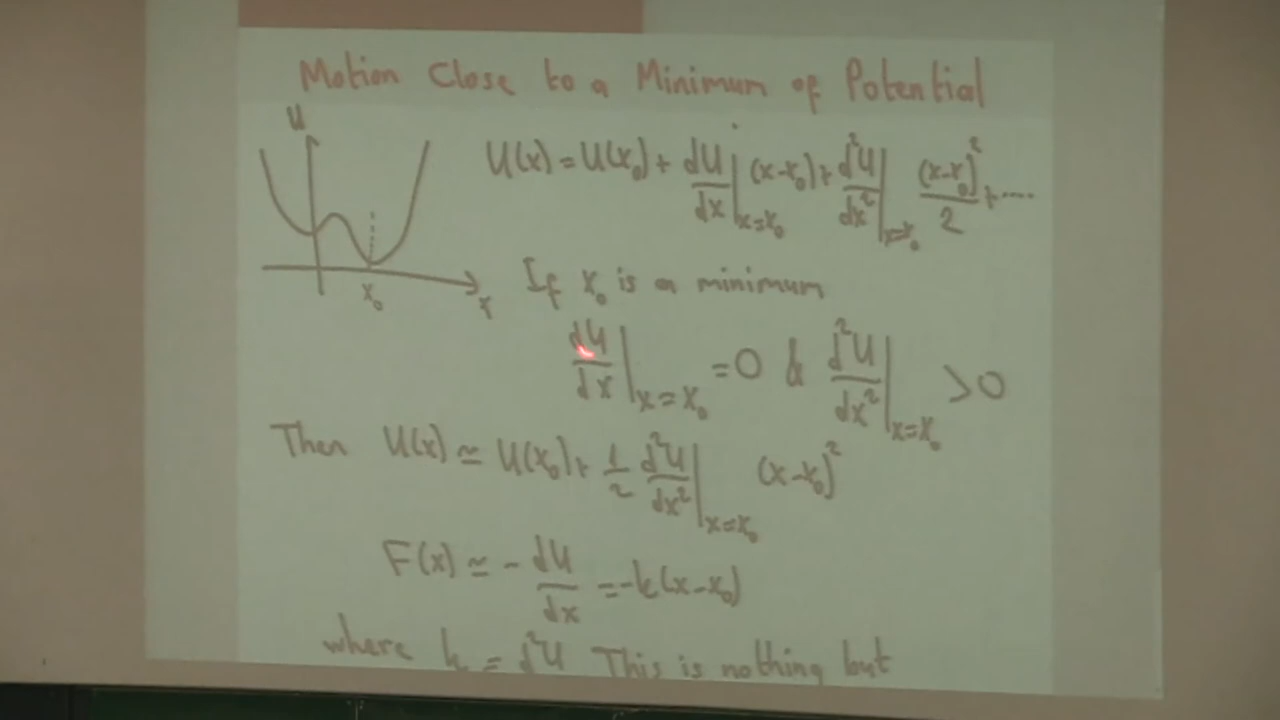 Motion Close to a Minimum of Potential
U
U(x) = U(x₀) + dU/dx|ₓ₌ₓ₀ (x-x₀) + d²U/dx²|ₓ₌ₓ₀ (x-x₀)²/2 + ....
x₀
x
If x₀ is a minimum
dU/dx|ₓ₌ₓ₀ = 0 & d²U/dx²|ₓ₌ₓ₀ > 0
Then U(x) ≃ U(x₀) + 1/2 d²U/dx²|ₓ₌ₓ₀ (x-x₀)²
F(x) ≃ - dU/dx = -k(x-x₀)
where k = d²U This is nothing but